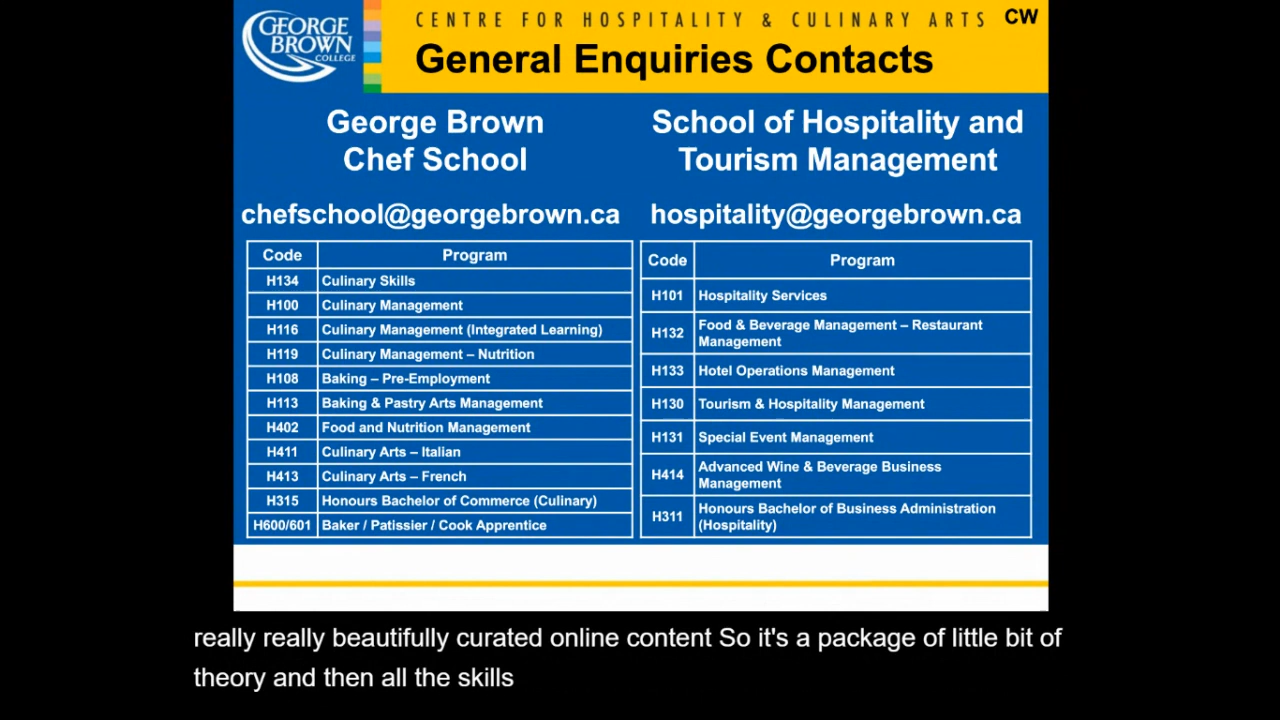 GEORGE
BROWN
COLLEGE
CENTRE FOR HOSPITALITY & CULINARY ARTS
CW
General Enquiries Contacts
George Brown
Chef School
chefschool@georgebrown.ca
Code Program
H134 Culinary Skills
H100 Culinary Management
H116 Culinary Management (Integrated Learning)
H119 Culinary Management – Nutrition
H108 Baking – Pre-Employment
H113 Baking & Pastry Arts Management
H402 Food and Nutrition Management
H411 Culinary Arts – Italian
H413 Culinary Arts – French
H315 Honours Bachelor of Commerce (Culinary)
H600/601 Baker / Patissier / Cook Apprentice
School of Hospitality and
Tourism Management
hospitality@georgebrown.ca
Code Program
H101 Hospitality Services
H132 Food & Beverage Management – Restaurant
Management
H133 Hotel Operations Management
H130 Tourism & Hospitality Management
H131 Special Event Management
H414 Advanced Wine & Beverage Business
Management
H311 Honours Bachelor of Business Administration
(Hospitality)
really really beautifully curated online content So it's a package of little bit of
theory and then all the skills